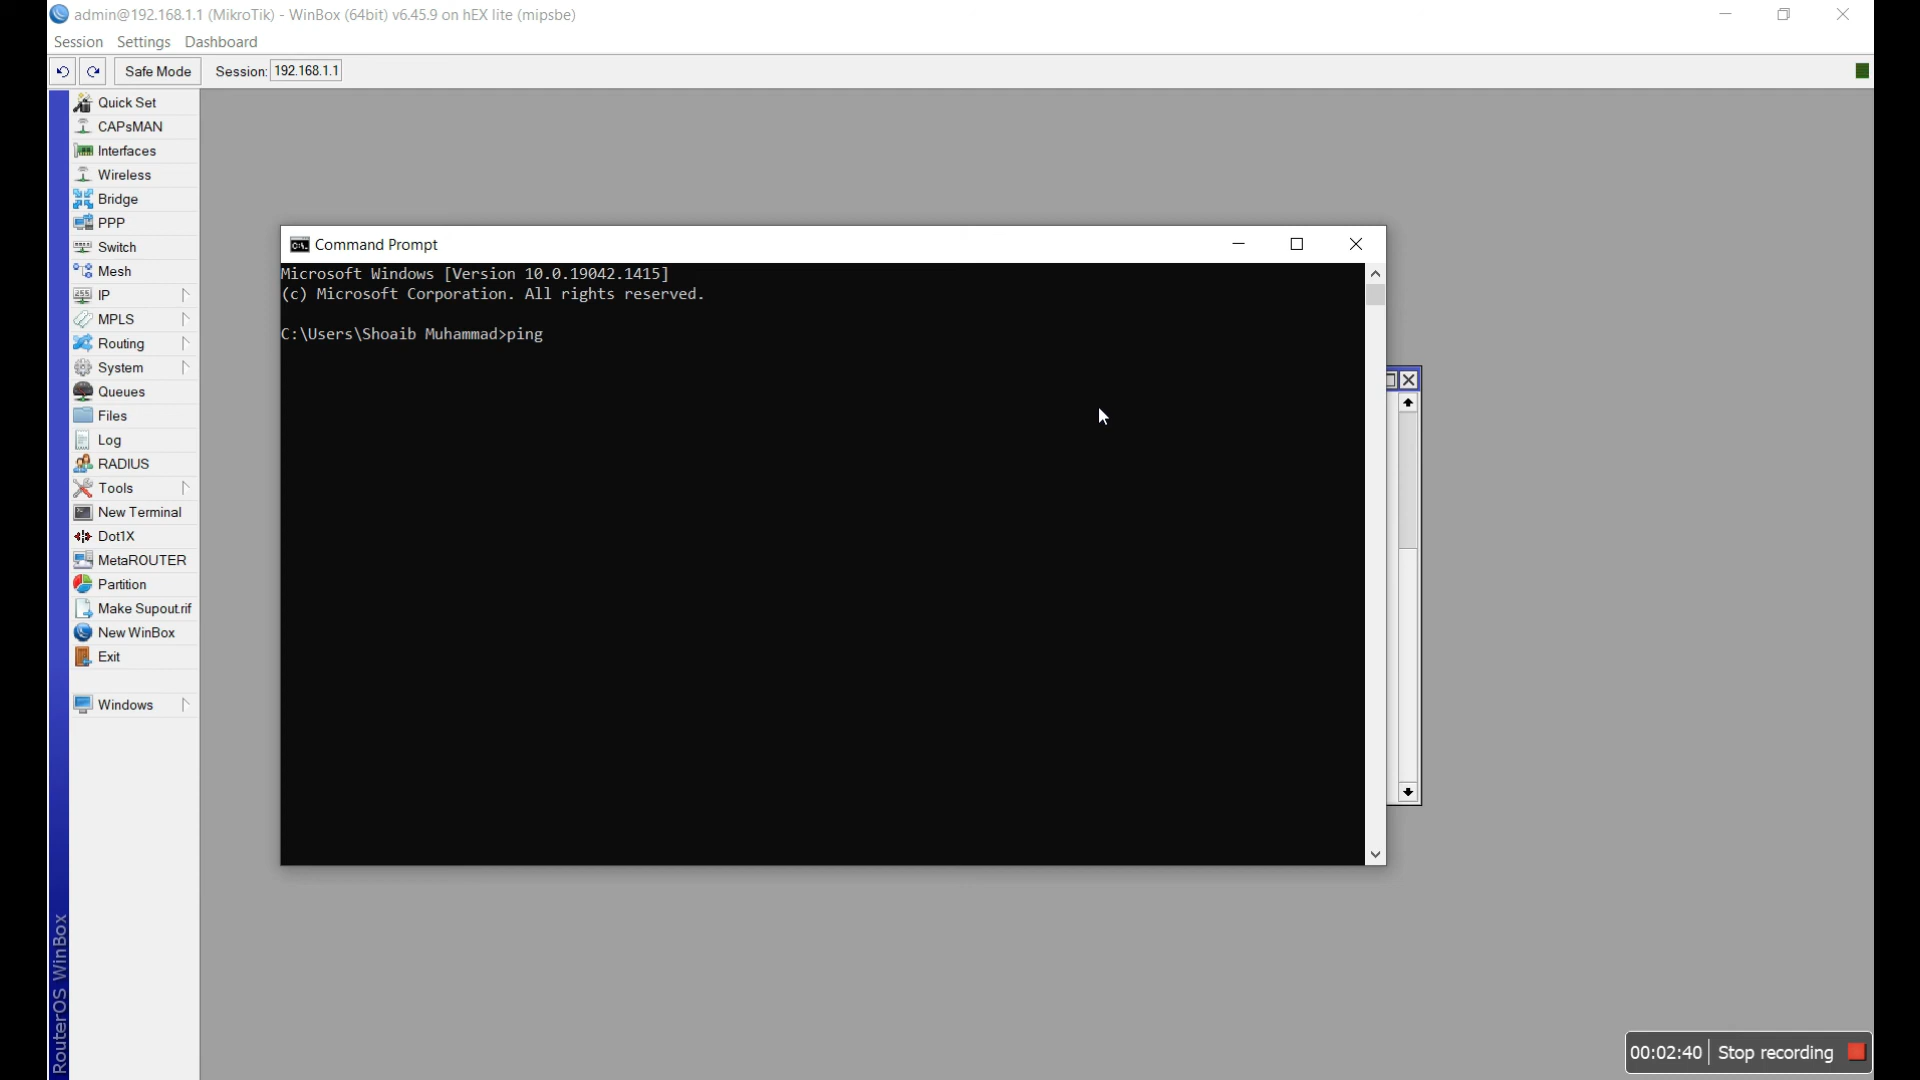 admin@192.168.1.1 (MikroTik) - WinBox (64bit) v6.45.9 on hEX lite (mipsbe)
Session Settings Dashboard
Safe Mode Session: 192.168.1.1
Quick Set
CAPsMAN
Interfaces
Wireless
Bridge
PPP
Switch
Mesh
IP
MPLS
Routing
System
Queues
Files
Log
RADIUS
Tools
New Terminal
Dot1X
MetaROUTER
Partition
Make Supout.rif
New WinBox
Exit
Windows
RouterOS WinBox
Command Prompt
Microsoft Windows [Version 10.0.19042.1415]
(c) Microsoft Corporation. All rights reserved.
C:\Users\Shoaib Muhammad>ping
00:02:40 Stop recording